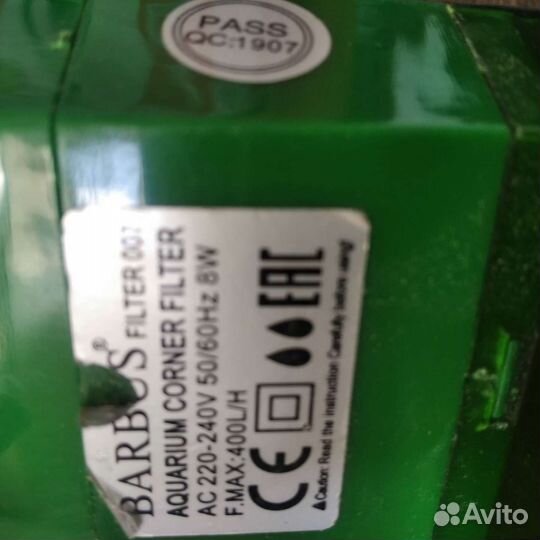 PASS
QC:1907
BARBUS®
FILTER 007
AQUARIUM CORNER FILTER
AC 220-240V 50/60Hz 8W
F.MAX:400L/H
CE
EAC
Caution: Read the instruction Carefully before using!
Avito